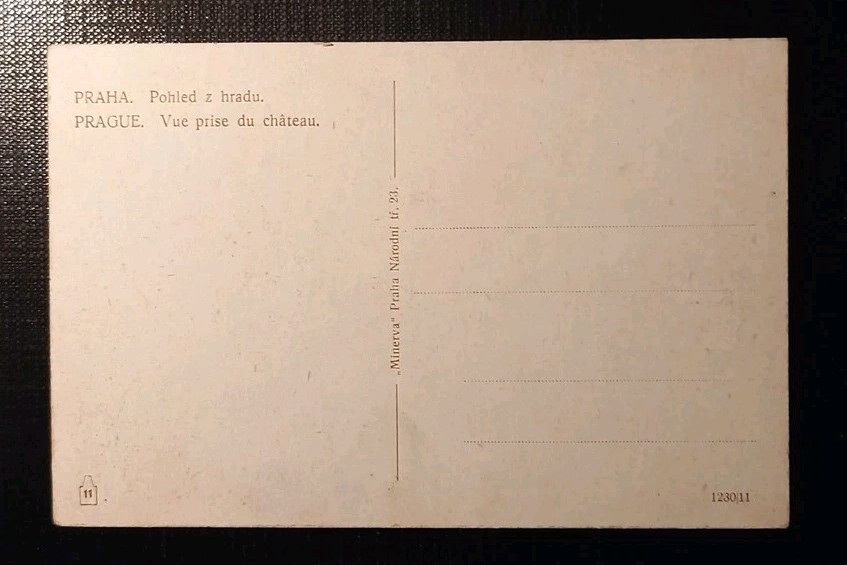 PRAHA. Pohled z hradu.
PRAGUE. Vue prise du château.
„Minerva“ Praha Národní tř. 23.
11
1230/11